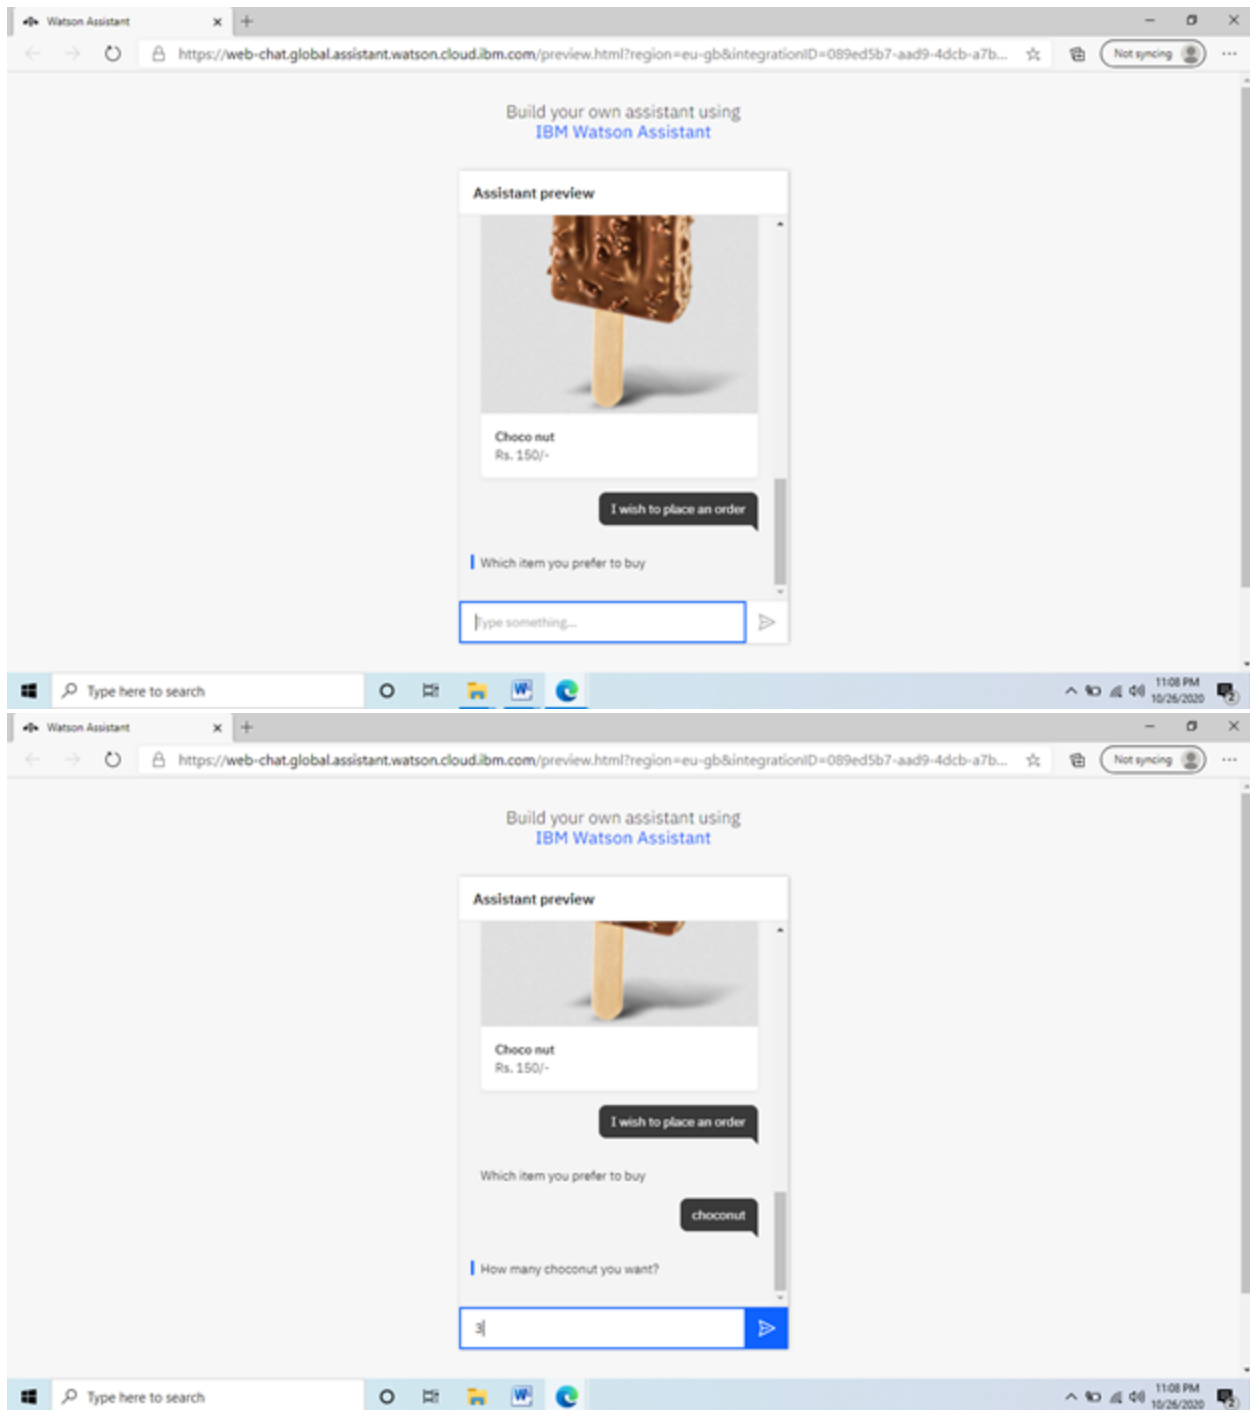 Watson Assistant
https://web-chat.global.assistant.watson.cloud.ibm.com/preview.html?region=eu-gb&integrationID=089ed5b7-aad9-4dcb-a7b...
Not syncing
Build your own assistant using
IBM Watson Assistant
Assistant preview
Choco nut
Rs. 150/-
I wish to place an order
Which item you prefer to buy
Type something...
Type here to search
11:08 PM
10/26/2020
2
Watson Assistant
https://web-chat.global.assistant.watson.cloud.ibm.com/preview.html?region=eu-gb&integrationID=089ed5b7-aad9-4dcb-a7b...
Not syncing
Build your own assistant using
IBM Watson Assistant
Assistant preview
Choco nut
Rs. 150/-
I wish to place an order
Which item you prefer to buy
choconut
How many choconut you want?
3
Type here to search
11:08 PM
10/26/2020
2